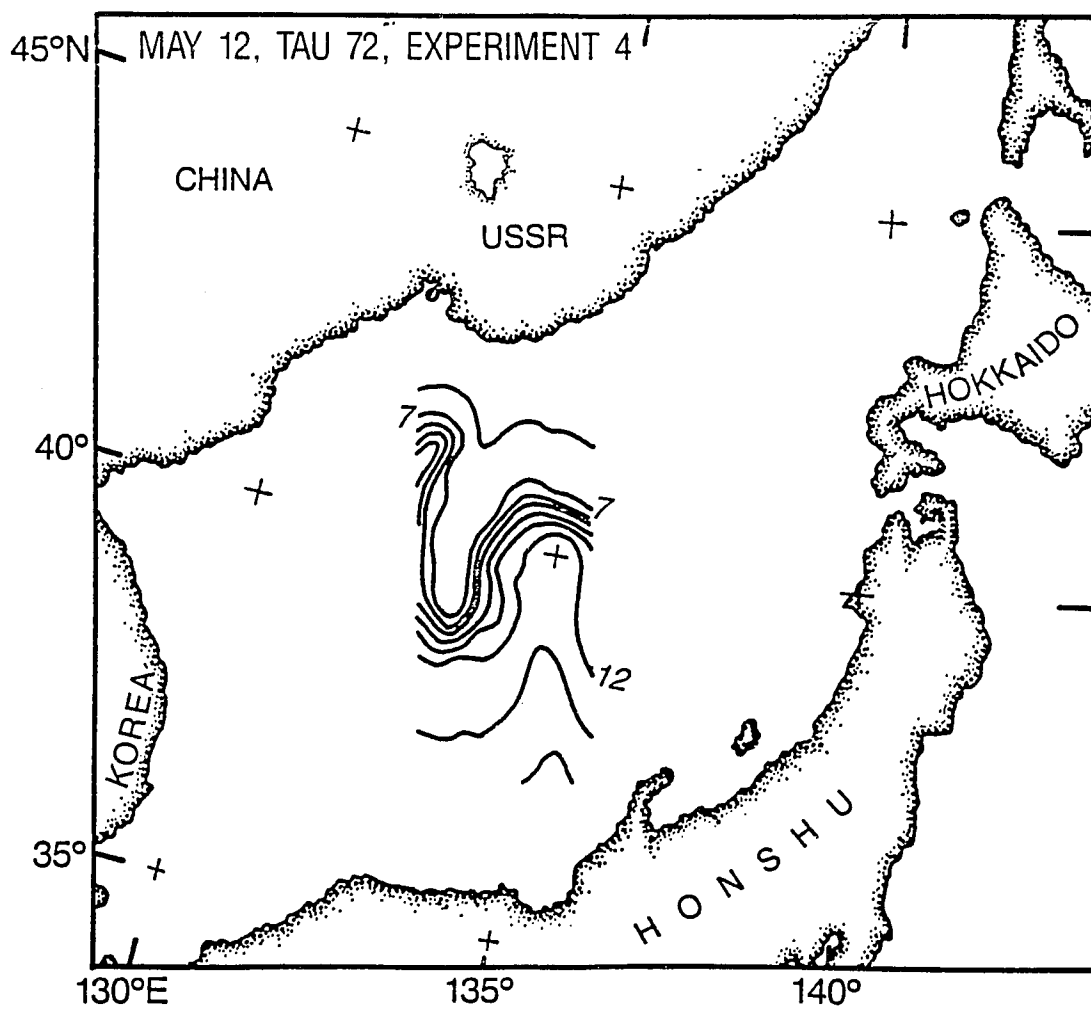 45°N
MAY 12, TAU 72, EXPERIMENT 4
CHINA
USSR
HOKKAIDO
7
40°
7
12
KOREA
35°
HONSHU
130°E
135°
140°